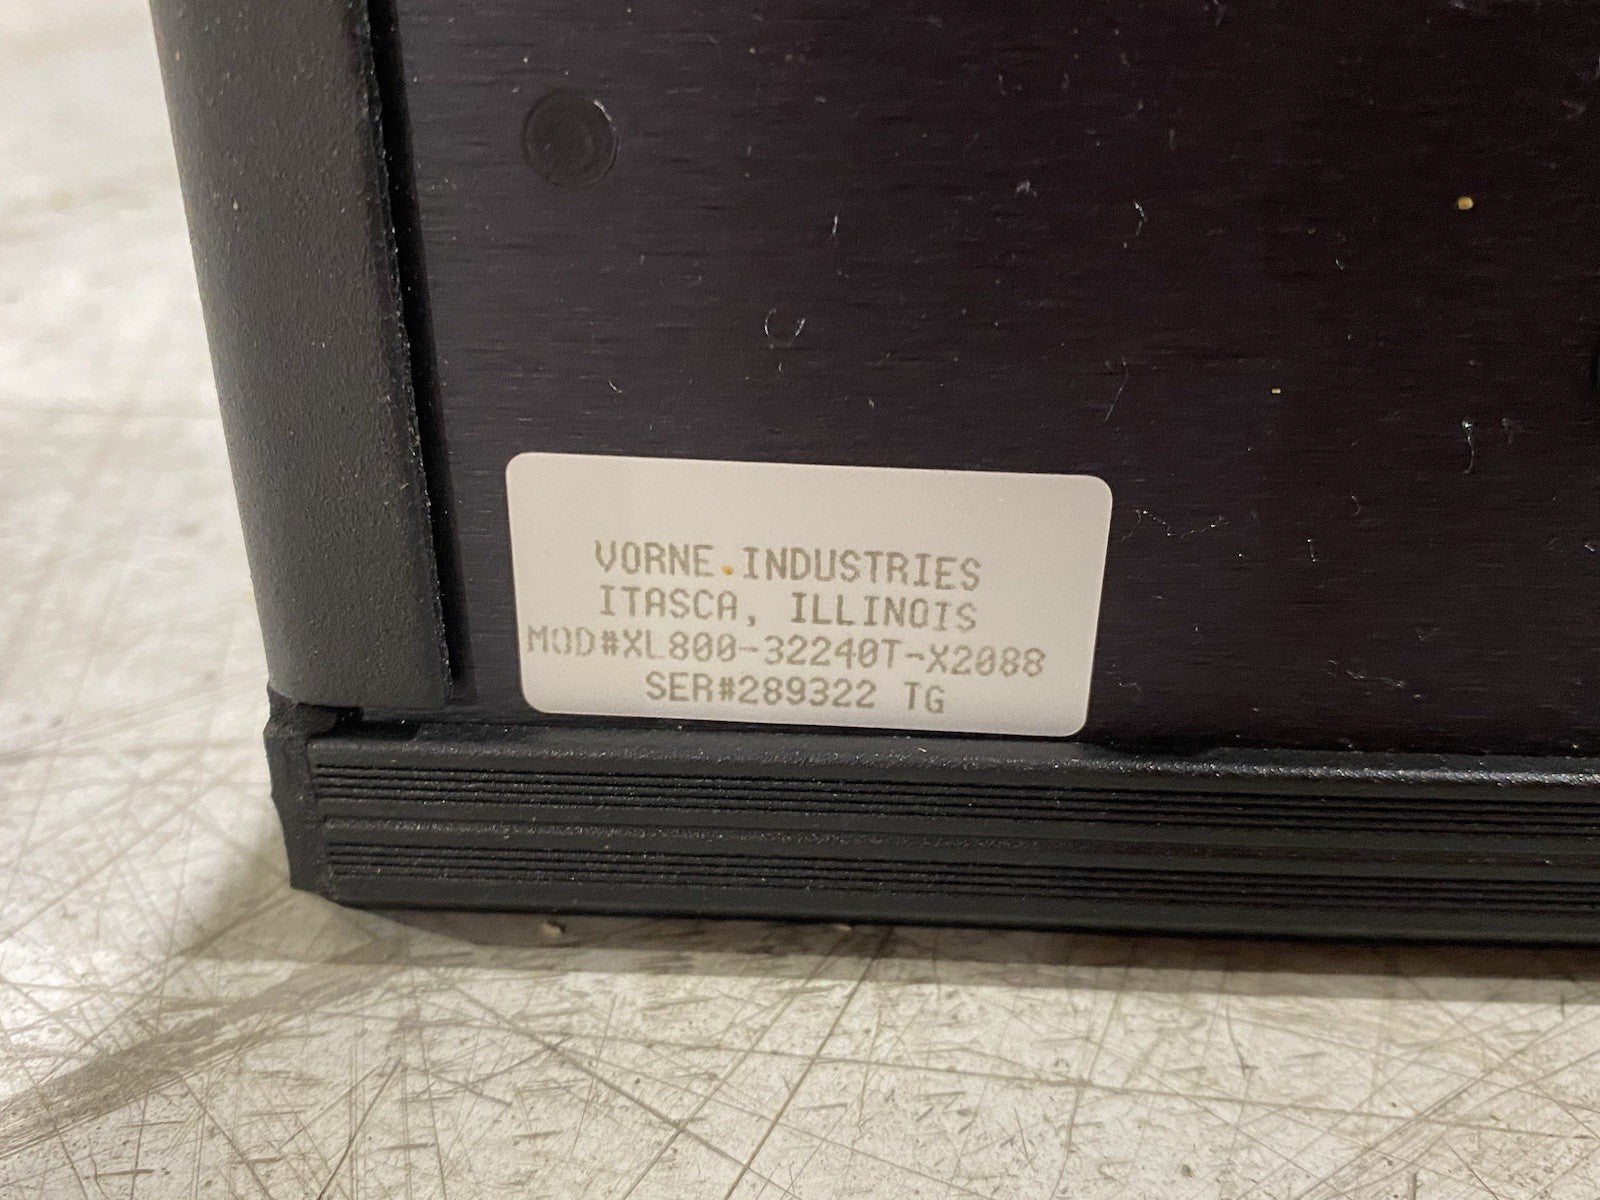 VORNE INDUSTRIES
ITASCA, ILLINOIS
MOD#XL800-32240T-X2088
SER#289322 TG